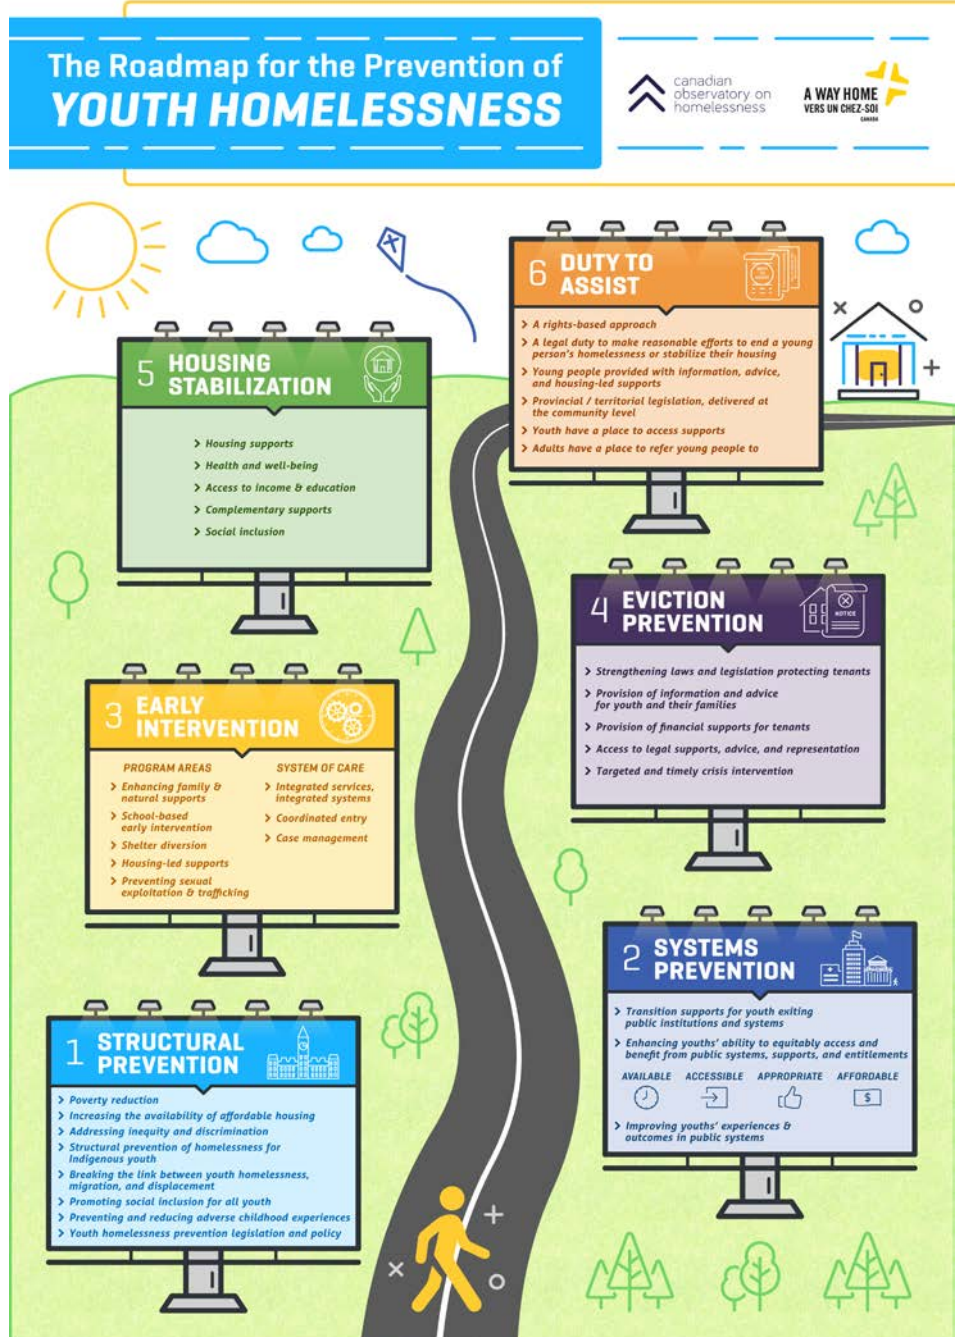 The Roadmap for the Prevention of
YOUTH HOMELESSNESS
canadian
observatory on
homelessness
A WAY HOME
VERS UN CHEZ-SOI
CANADA
6 DUTY TO
ASSIST
> A rights-based approach
> A legal duty to make reasonable efforts to end a young
person's homelessness or stabilize their housing
> Young people provided with information, advice,
and housing-led supports
> Provincial / territorial legislation, delivered at
the community level
> Youth have a place to access supports
> Adults have a place to refer young people to
5 HOUSING
STABILIZATION
> Housing supports
> Health and well-being
> Access to income & education
> Complementary supports
> Social inclusion
4 EVICTION
PREVENTION
NOTICE
> Strengthening laws and legislation protecting tenants
> Provision of information and advice
for youth and their families
> Provision of financial supports for tenants
> Access to legal supports, advice, and representation
> Targeted and timely crisis intervention
3 EARLY
INTERVENTION
PROGRAM AREAS
> Enhancing family &
natural supports
> School-based
early intervention
> Shelter diversion
> Housing-led supports
> Preventing sexual
exploitation & trafficking
SYSTEM OF CARE
> Integrated services,
integrated systems
> Coordinated entry
> Case management
2 SYSTEMS
PREVENTION
> Transition supports for youth exiting
public institutions and systems
> Enhancing youths' ability to equitably access and
benefit from public systems, supports, and entitlements
AVAILABLE ACCESSIBLE APPROPRIATE AFFORDABLE
$
> Improving youths' experiences &
outcomes in public systems
1 STRUCTURAL
PREVENTION
> Poverty reduction
> Increasing the availability of affordable housing
> Addressing inequity and discrimination
> Structural prevention of homelessness for
Indigenous youth
> Breaking the link between youth homelessness,
migration, and displacement
> Promoting social inclusion for all youth
> Preventing and reducing adverse childhood experiences
> Youth homelessness prevention legislation and policy